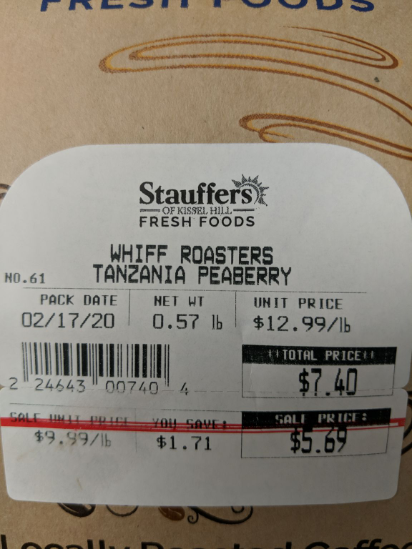 FRESH FOODS
Stauffers
OF KISSEL HILL
FRESH FOODS
WHIFF ROASTERS
NO.61 TANZANIA PEABERRY
PACK DATE NET WT UNIT PRICE
02/17/20 0.57 lb $12.99/lb
TOTAL PRICE
$7.40
2 24643 00740 4
SALE UNIT PRICE YOU SAVE: SALE PRICE:
$9.99/lb $1.71 $5.69
Locally Roasted Coffee